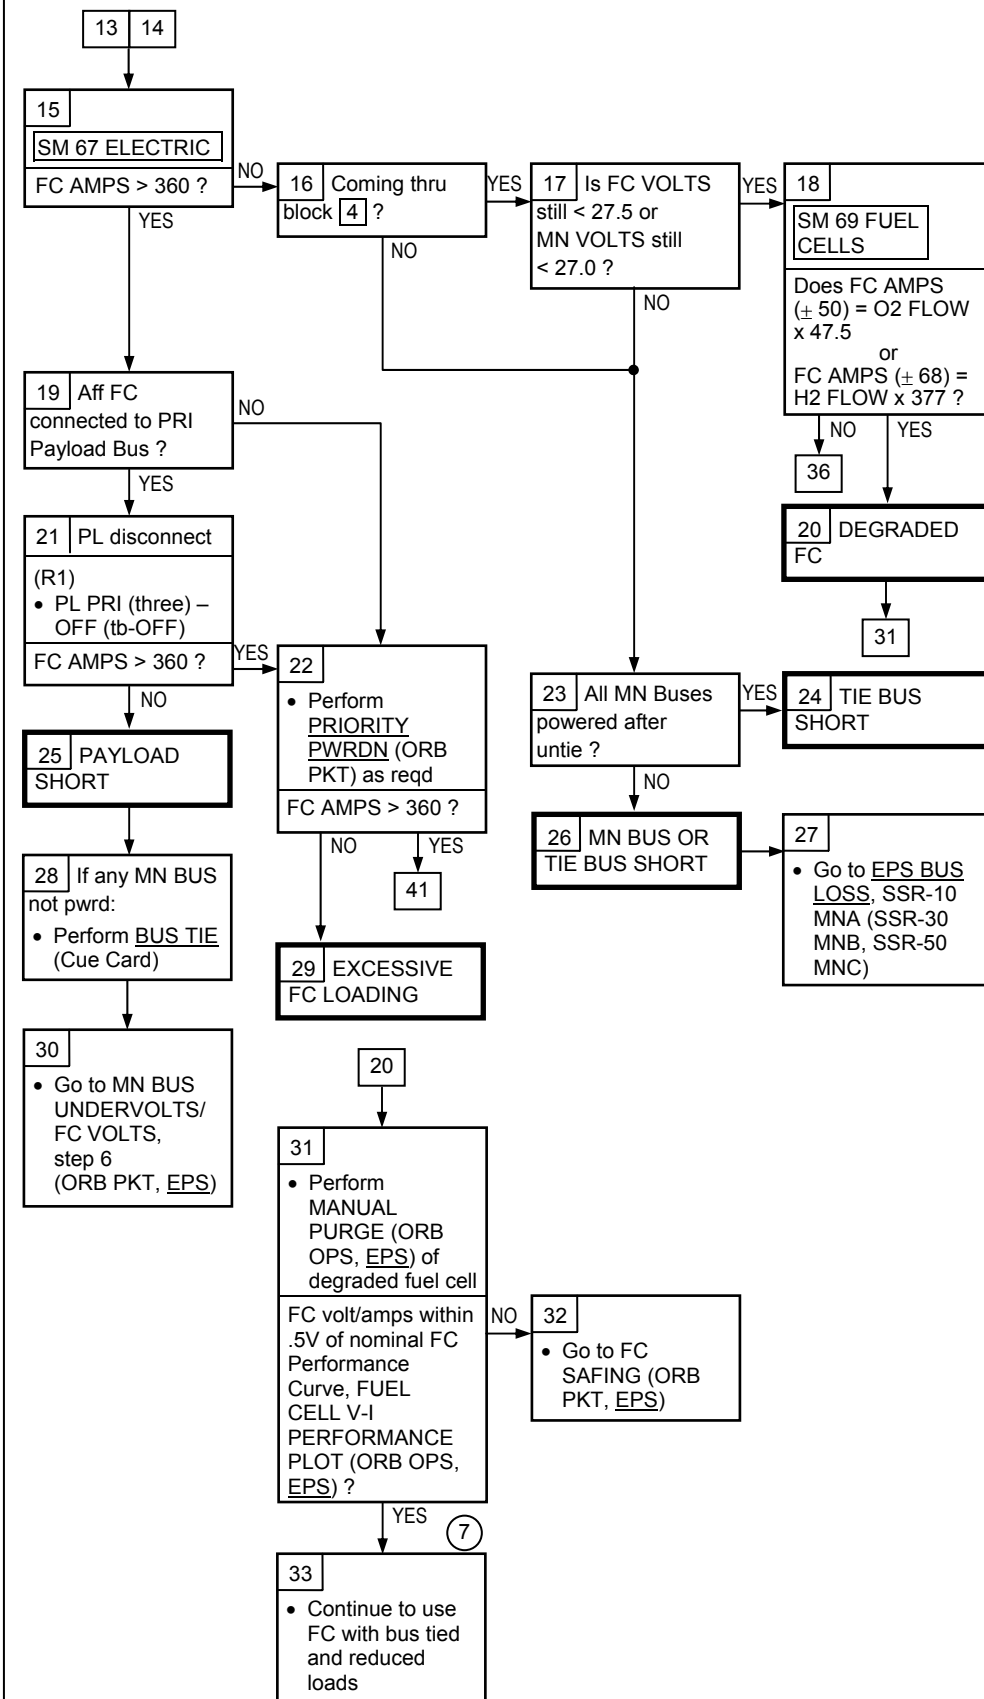 13 14
15
SM 67 ELECTRIC
FC AMPS > 360 ?
NO
YES
16 Coming thru
block 4 ?
YES
NO
17 Is FC VOLTS
still < 27.5 or
MN VOLTS still
< 27.0 ?
YES
NO
18
SM 69 FUEL
CELLS
Does FC AMPS
(± 50) = O2 FLOW
x 47.5
or
FC AMPS (± 68) =
H2 FLOW x 377 ?
NO
YES
36
19 Aff FC
connected to PRI
Payload Bus ?
NO
YES
20 DEGRADED
FC
31
21 PL disconnect
(R1)
• PL PRI (three) –
OFF (tb-OFF)
FC AMPS > 360 ?
YES
NO
22
• Perform
PRIORITY
PWRDN (ORB
PKT) as reqd
FC AMPS > 360 ?
NO
YES
41
23 All MN Buses
powered after
untie ?
YES
NO
24 TIE BUS
SHORT
25 PAYLOAD
SHORT
26 MN BUS OR
TIE BUS SHORT
27
• Go to EPS BUS
LOSS, SSR-10
MNA (SSR-30
MNB, SSR-50
MNC)
28 If any MN BUS
not pwrd:
• Perform BUS TIE
(Cue Card)
29 EXCESSIVE
FC LOADING
30
• Go to MN BUS
UNDERVOLTS/
FC VOLTS,
step 6
(ORB PKT, EPS)
20
31
• Perform
MANUAL
PURGE (ORB
OPS, EPS) of
degraded fuel cell
FC volt/amps within
.5V of nominal FC
Performance
Curve, FUEL
CELL V-I
PERFORMANCE
PLOT (ORB OPS,
EPS) ?
NO
YES
32
• Go to FC
SAFING (ORB
PKT, EPS)
7
33
• Continue to use
FC with bus tied
and reduced
loads